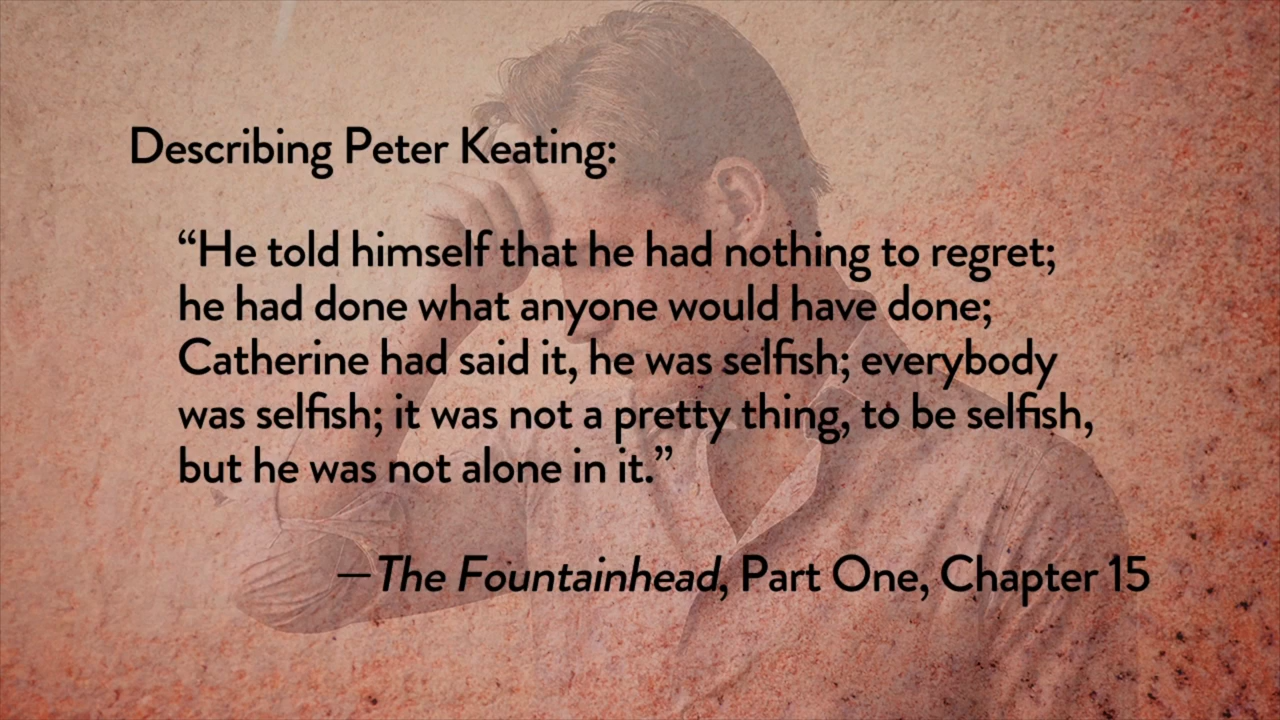 Describing Peter Keating:
“He told himself that he had nothing to regret;
he had done what anyone would have done;
Catherine had said it, he was selfish; everybody
was selfish; it was not a pretty thing, to be selfish,
but he was not alone in it.”
—The Fountainhead, Part One, Chapter 15